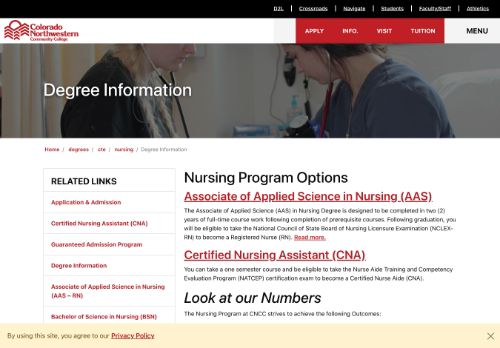 D2L | Crossroads | Navigate | Students | Faculty/Staff | Athletics
Colorado
Northwestern
Community College
APPLY INFO. VISIT TUITION MENU
Degree Information
Home / degrees / cte / nursing / Degree Information
RELATED LINKS
Application & Admission
Certified Nursing Assistant (CNA)
Guaranteed Admission Program
Degree Information
Associate of Applied Science in Nursing
(AAS – RN)
Bachelor of Science in Nursing (BSN)
Nursing Program Options
Associate of Applied Science in Nursing (AAS)
The Associate of Applied Science (AAS) in Nursing Degree is designed to be completed in two (2)
years of full-time course work following completion of prerequisite courses. Following graduation, you
will be eligible to take the National Council of State Board of Nursing Licensure Examination (NCLEX-
RN) to become a Registered Nurse (RN). Read more.
Certified Nursing Assistant (CNA)
You can take a one semester course and be eligible to take the Nurse Aide Training and Competency
Evaluation Program (NATCEP) certification exam to become a Certified Nurse Aide (CNA).
Look at our Numbers
The Nursing Program at CNCC strives to achieve the following Outcomes:
By using this site, you agree to our Privacy Policy